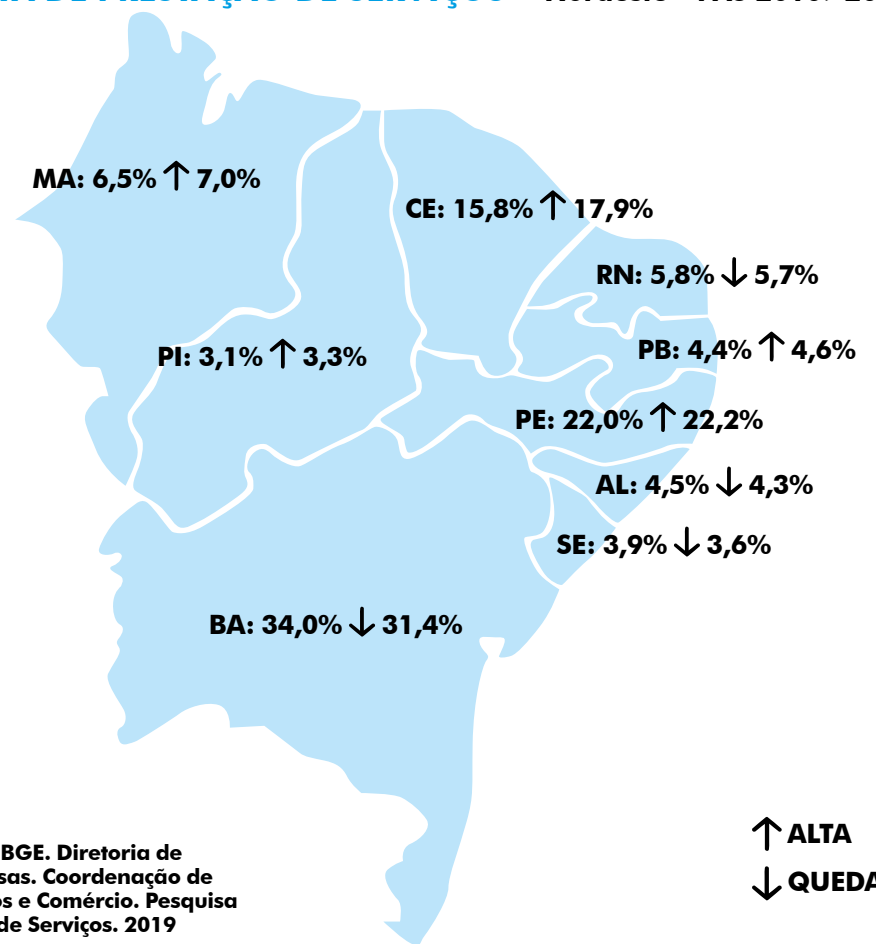 DE SERVIÇOS
MA: 6,5% ↑ 7,0%
CE: 15,8% ↑ 17,9%
RN: 5,8% ↓ 5,7%
PI: 3,1% ↑ 3,3%
PB: 4,4% ↑ 4,6%
PE: 22,0% ↑ 22,2%
AL: 4,5% ↓ 4,3%
SE: 3,9% ↓ 3,6%
BA: 34,0% ↓ 31,4%
↑ ALTA
↓ QUEDA
BGE. Diretoria de
sas. Coordenação de
os e Comércio. Pesquisa
de Serviços. 2019